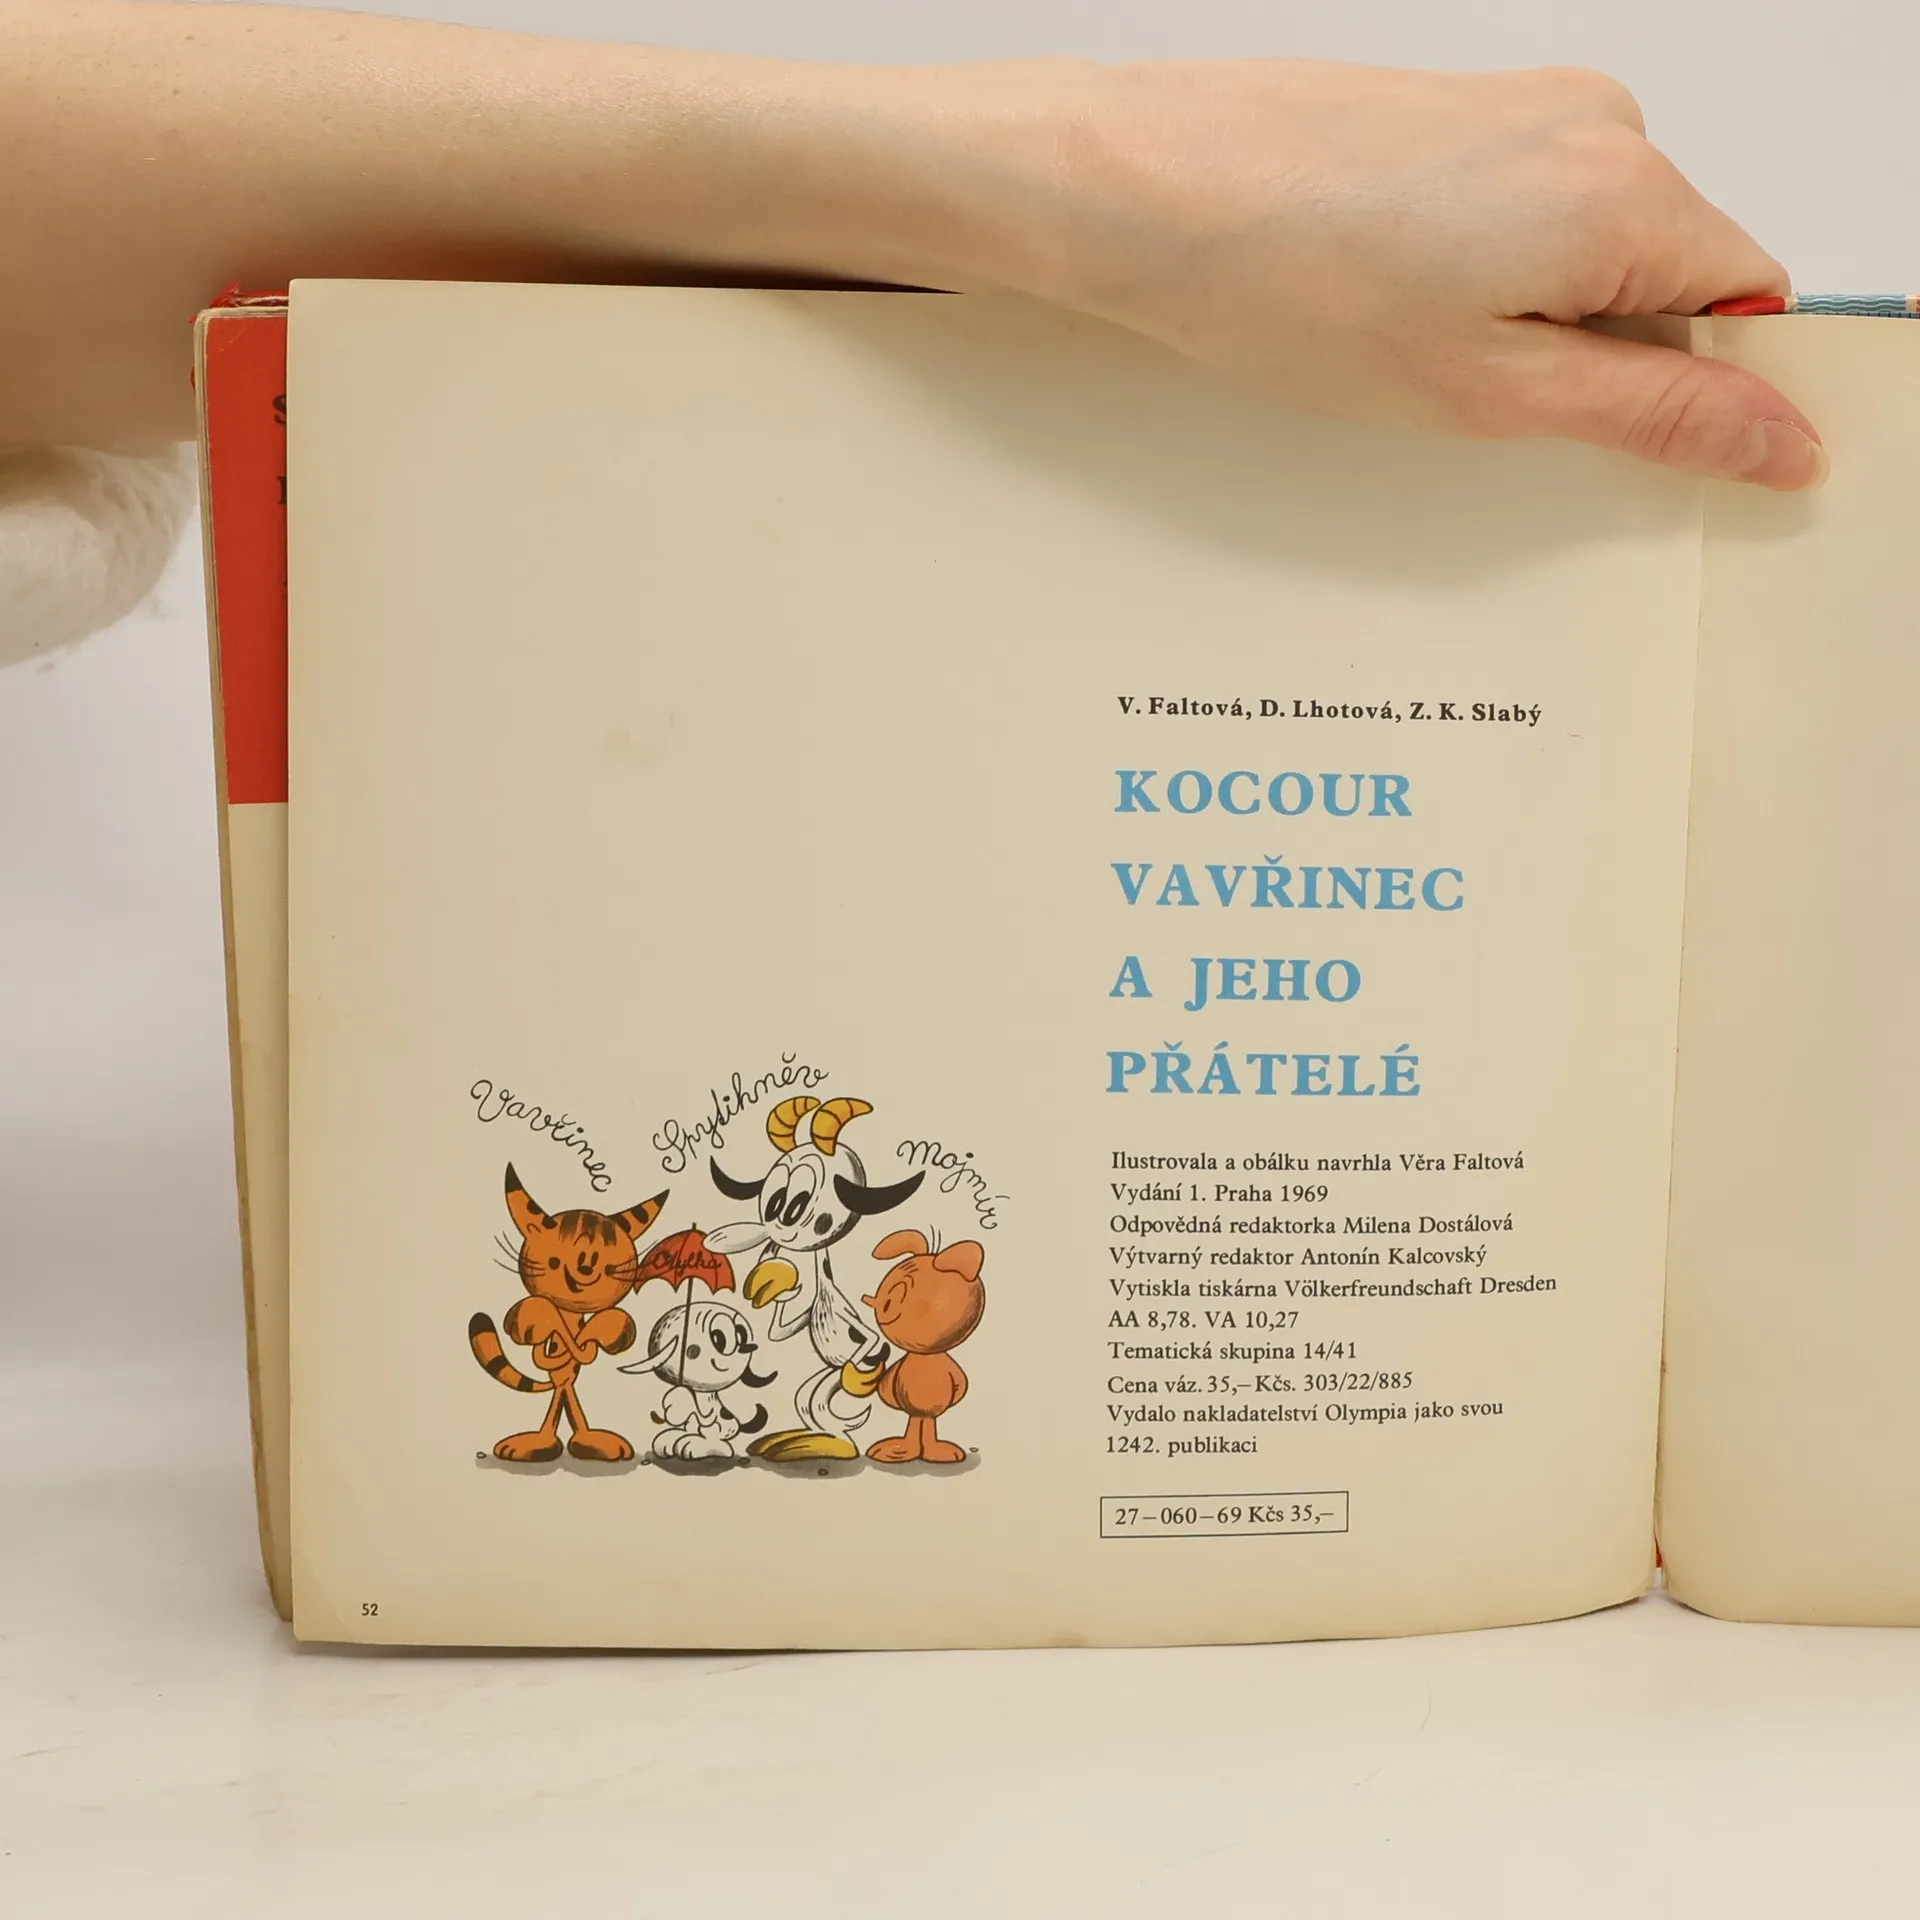 V. Faltová, D. Lhotová, Z. K. Slabý
KOCOUR
VAVŘINEC
A JEHO
PŘÁTELÉ
Vavřinec
Spytihněv
Mojmír
Ilustrovala a obálku navrhla Věra Faltová
Vydání 1. Praha 1969
Odpovědná redaktorka Milena Dostálová
Výtvarný redaktor Antonín Kalcovský
Vytiskla tiskárna Völkerfreundschaft Dresden
AA 8,78. VA 10,27
Tematická skupina 14/41
Cena váz. 35,– Kčs. 303/22/885
Vydalo nakladatelství Olympia jako svou
1242. publikaci
27–060–69 Kčs 35,–
52